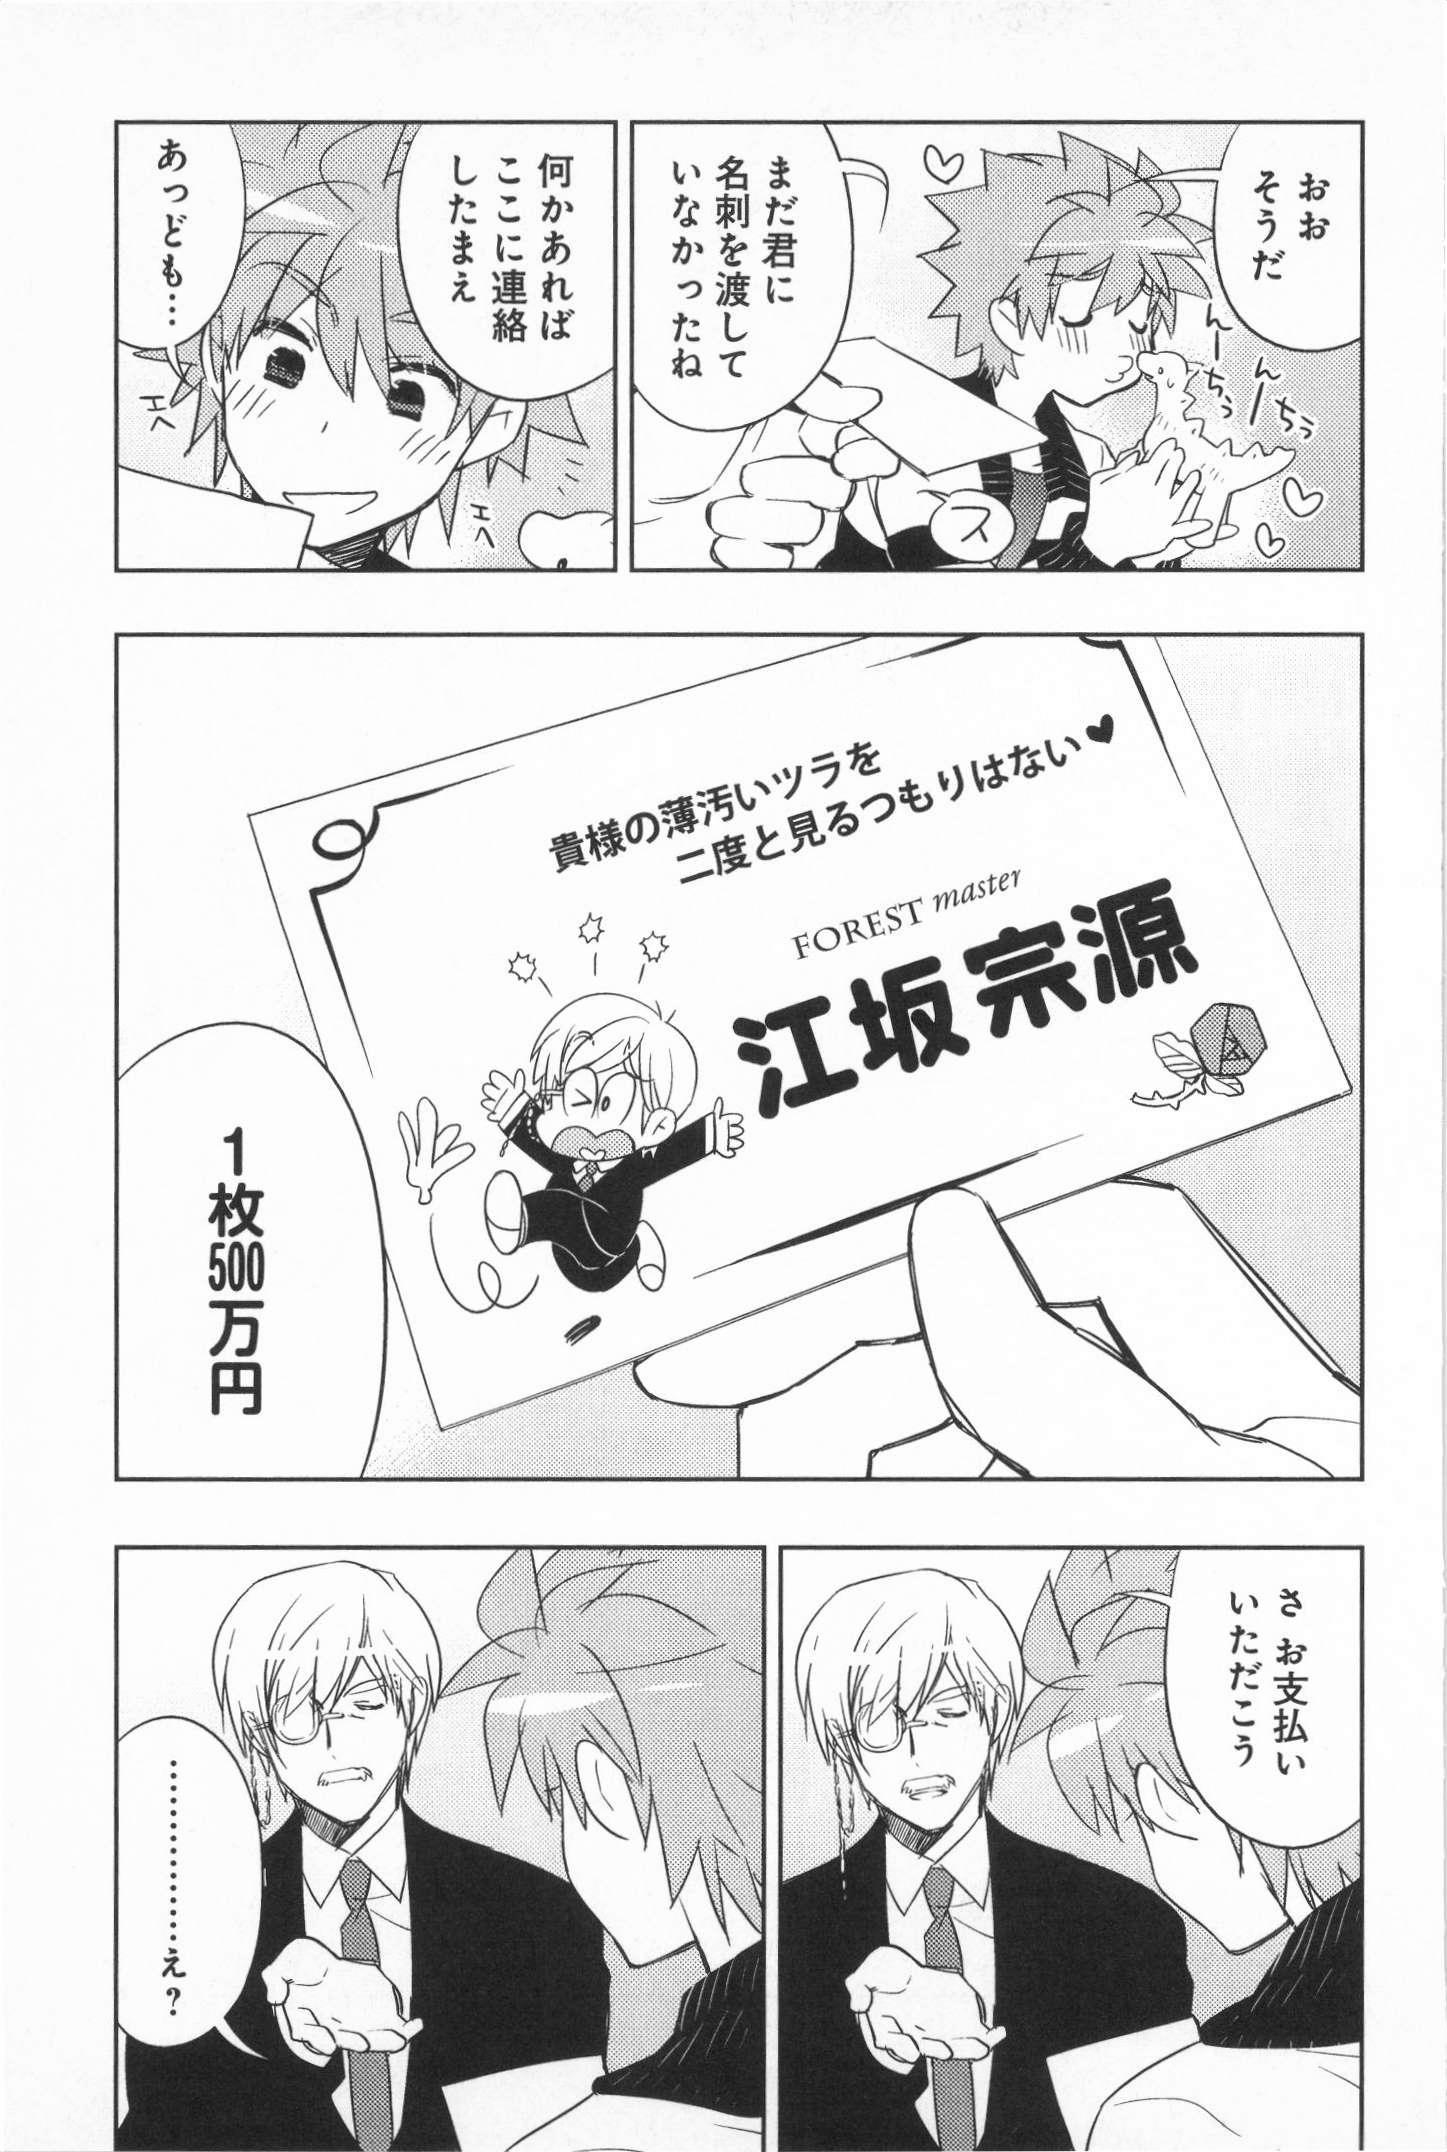 おお
そうだ
んーちゅ
んーちゅ
まだ君に
名刺を渡して
いなかったね
ス
何かあれば
ここに連絡
したまえ
あっども…
エヘ
エヘ
貴様の薄汚いツラを
二度と見るつもりはない♥
FOREST master
江坂宗源
1枚500万円
さ お支払い
いただこう
……………え?